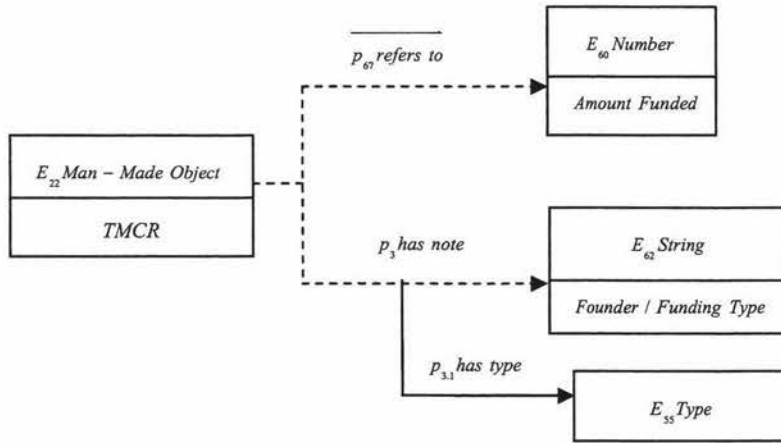 p67 refers to
E60 Number
Amount Funded
E22 Man – Made Object
TMCR
p3 has note
E62 String
Founder / Funding Type
p3.1 has type
E55 Type